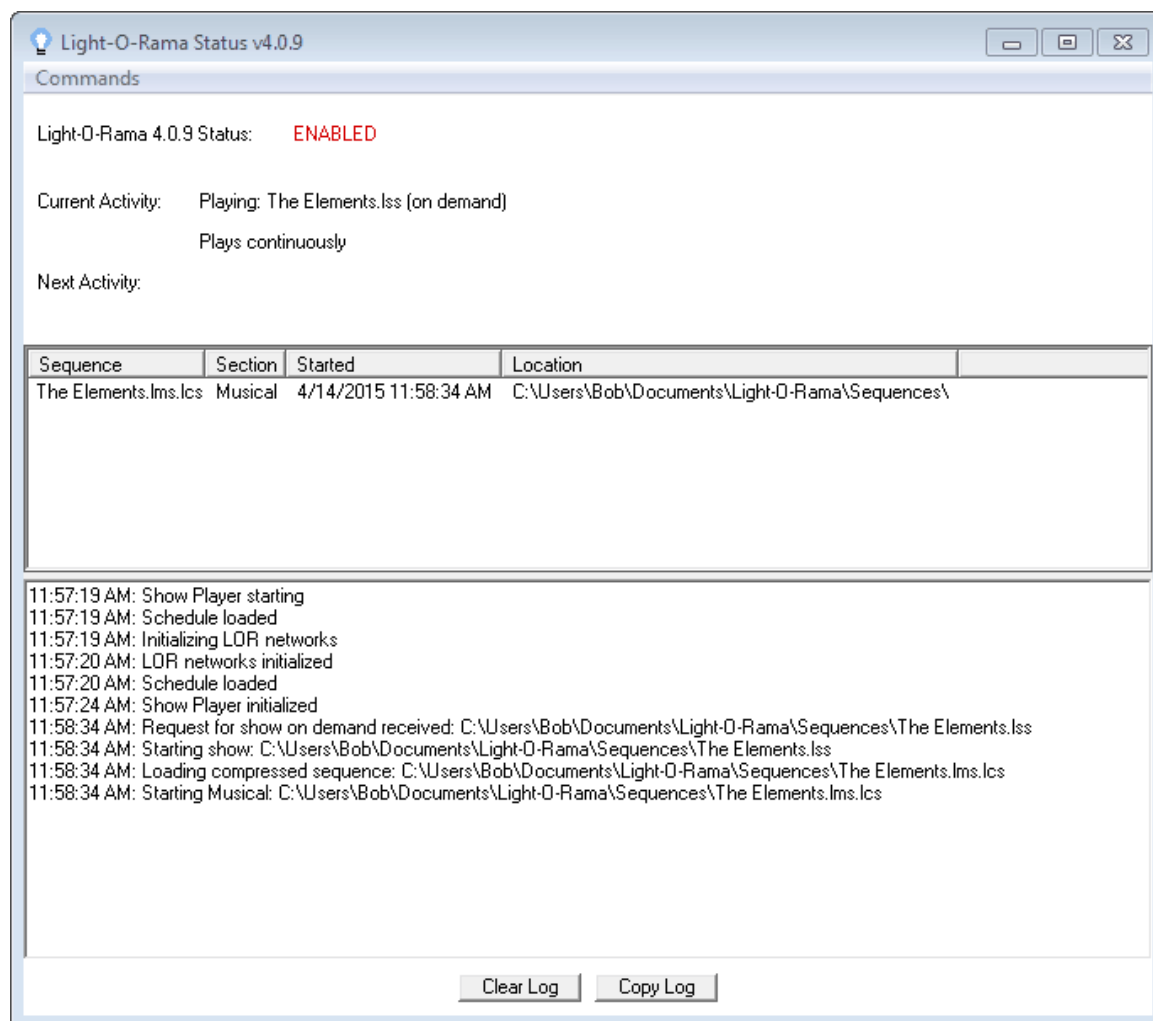 Light-O-Rama Status v4.0.9
Commands
Light-O-Rama 4.0.9 Status: ENABLED
Current Activity: Playing: The Elements.lss (on demand)
Plays continuously
Next Activity:
Sequence Section Started Location
The Elements.lms.lcs Musical 4/14/2015 11:58:34 AM C:\Users\Bob\Documents\Light-O-Rama\Sequences\
11:57:19 AM: Show Player starting
11:57:19 AM: Schedule loaded
11:57:19 AM: Initializing LOR networks
11:57:20 AM: LOR networks initialized
11:57:20 AM: Schedule loaded
11:57:24 AM: Show Player initialized
11:58:34 AM: Request for show on demand received: C:\Users\Bob\Documents\Light-O-Rama\Sequences\The Elements.lss
11:58:34 AM: Starting show: C:\Users\Bob\Documents\Light-O-Rama\Sequences\The Elements.lss
11:58:34 AM: Loading compressed sequence: C:\Users\Bob\Documents\Light-O-Rama\Sequences\The Elements.lms.lcs
11:58:34 AM: Starting Musical: C:\Users\Bob\Documents\Light-O-Rama\Sequences\The Elements.lms.lcs
Clear Log Copy Log